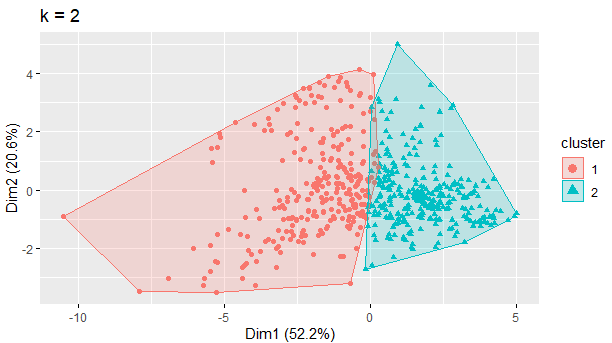 k = 2
Dim2 (20.6%)
4
2
0
-2
-10
-5
0
5
Dim1 (52.2%)
cluster
1
2